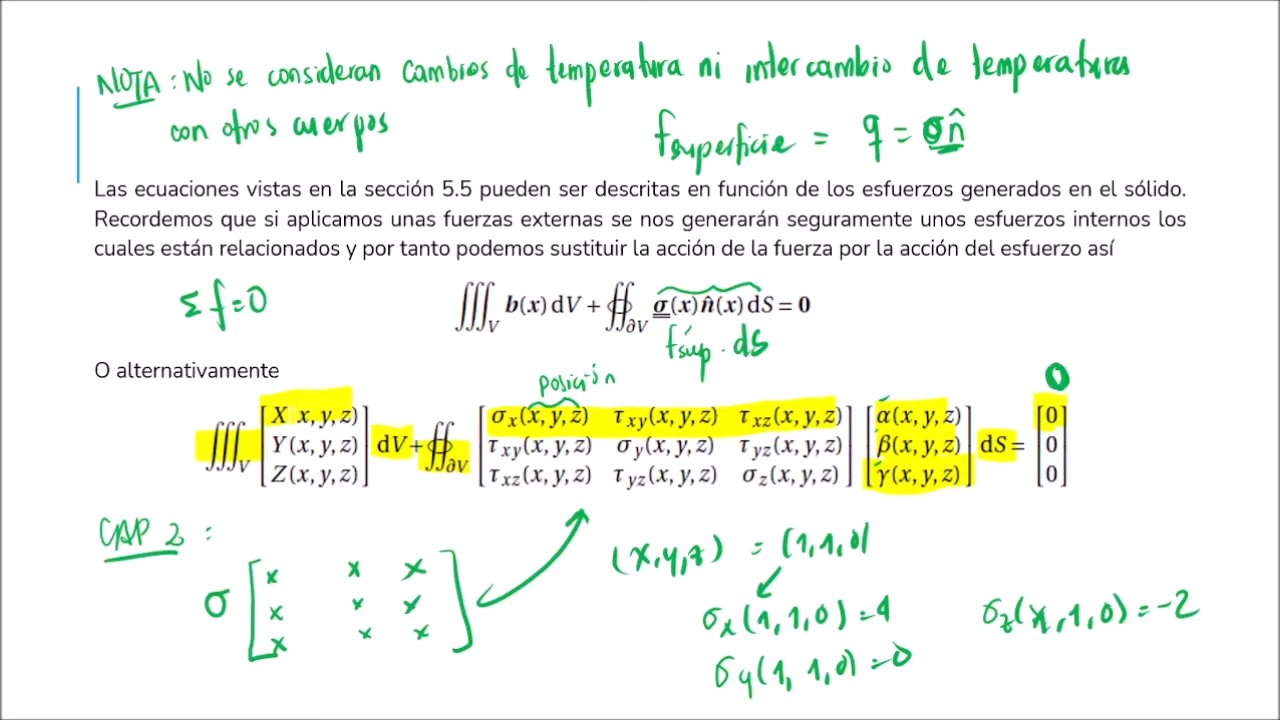 NOTA: No se consideran cambios de temperatura ni intercambio de temperaturas
con otros cuerpos
fsuperficie = q = σn̂
Las ecuaciones vistas en la sección 5.5 pueden ser descritas en función de los esfuerzos generados en el sólido.
Recordemos que si aplicamos unas fuerzas externas se nos generarán seguramente unos esfuerzos internos los
cuales están relacionados y por tanto podemos sustituir la acción de la fuerza por la acción del esfuerzo así
Σf=0
∭V b(x) dV + ∯∂V σ(x) n̂(x) dS = 0
fsup. dS
O alternativamente
posición
0
∭V [X x, y, z) Y(x, y, z) Z(x, y, z)] dV + ∯∂V [σx(x, y, z) τxy(x, y, z) τxz(x, y, z) τxy(x, y, z) σy(x, y, z) τyz(x, y, z) τxz(x, y, z) τyz(x, y, z) σz(x, y, z)] [α(x, y, z) β(x, y, z) γ(x, y, z)] dS = [0 0 0]
CAP 2 :
(x,y,z) = (1,1,0)
σ [x x x
x x x
x x x]
σx(1,1,0)=4
σz(1,1,0)=-2
σy(1,1,0)=0